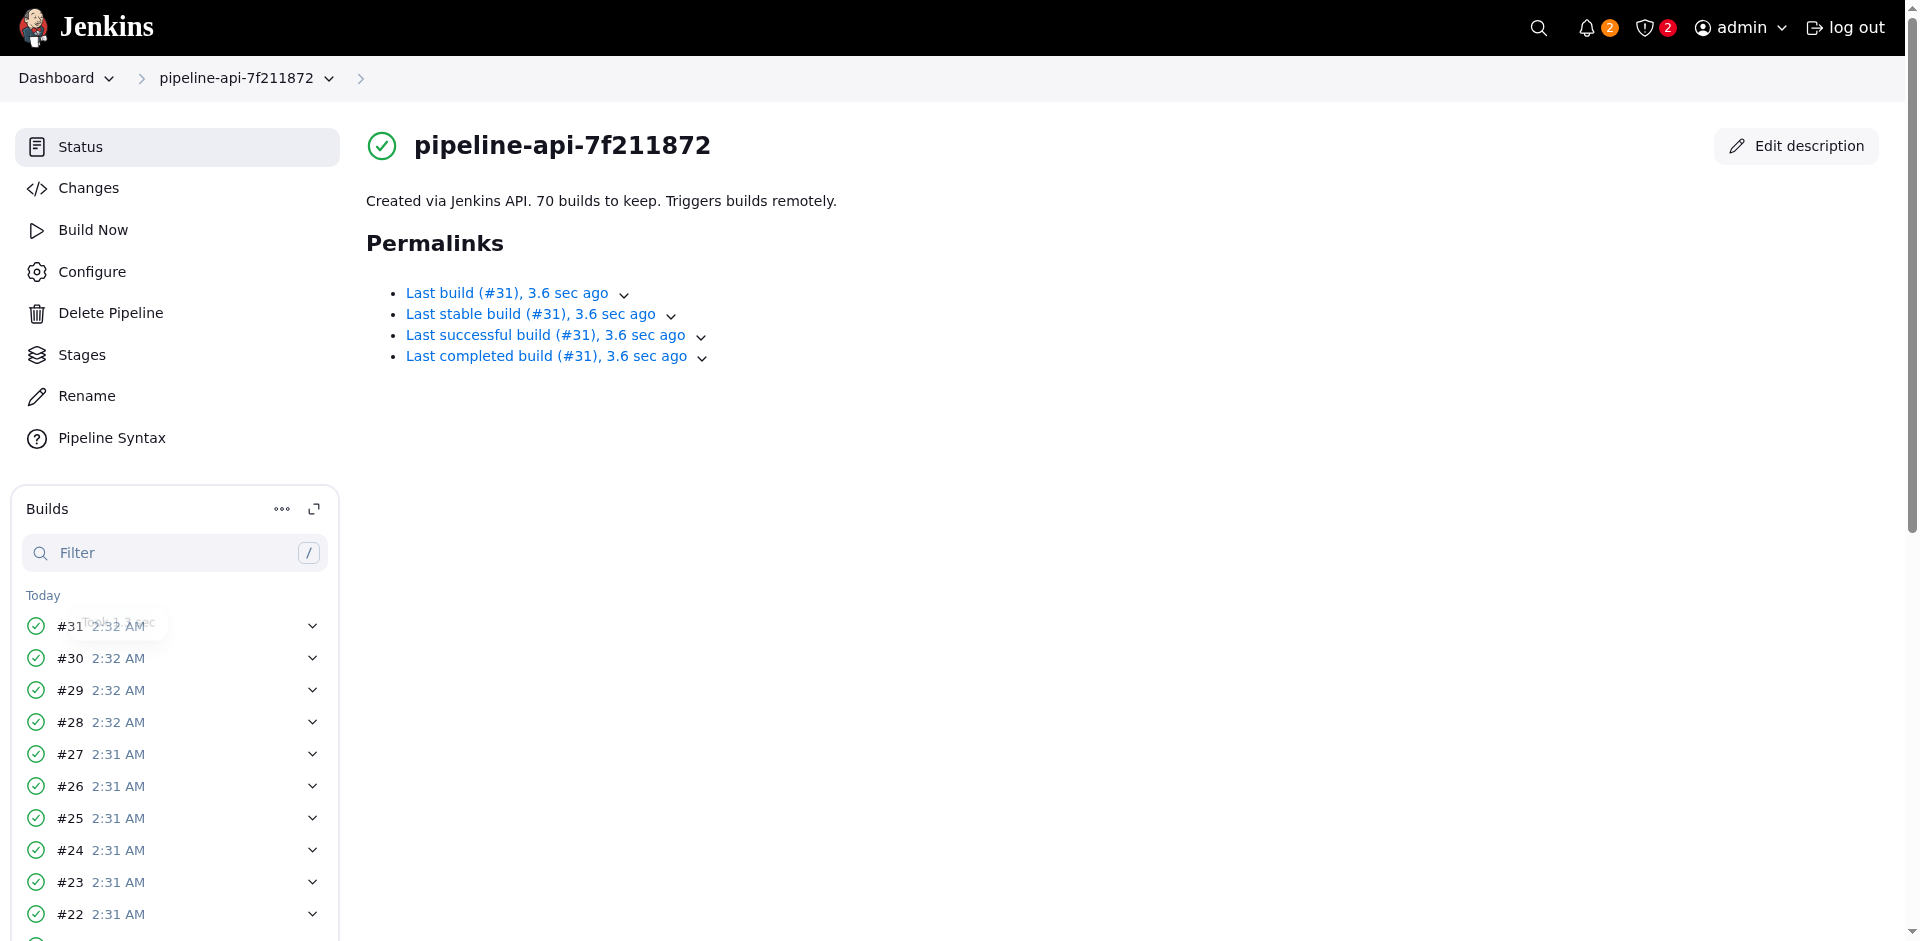 Jenkins
2
2
admin
log out
Dashboard
pipeline-api-7f211872
Status
Changes
Build Now
Configure
Delete Pipeline
Stages
Rename
Pipeline Syntax
pipeline-api-7f211872
Edit description
Created via Jenkins API. 70 builds to keep. Triggers builds remotely.
Permalinks
Last build (#31), 3.6 sec ago
Last stable build (#31), 3.6 sec ago
Last successful build (#31), 3.6 sec ago
Last completed build (#31), 3.6 sec ago
Builds
Filter
/
Today
#31 2:32 AM
#30 2:32 AM
#29 2:32 AM
#28 2:32 AM
#27 2:31 AM
#26 2:31 AM
#25 2:31 AM
#24 2:31 AM
#23 2:31 AM
#22 2:31 AM